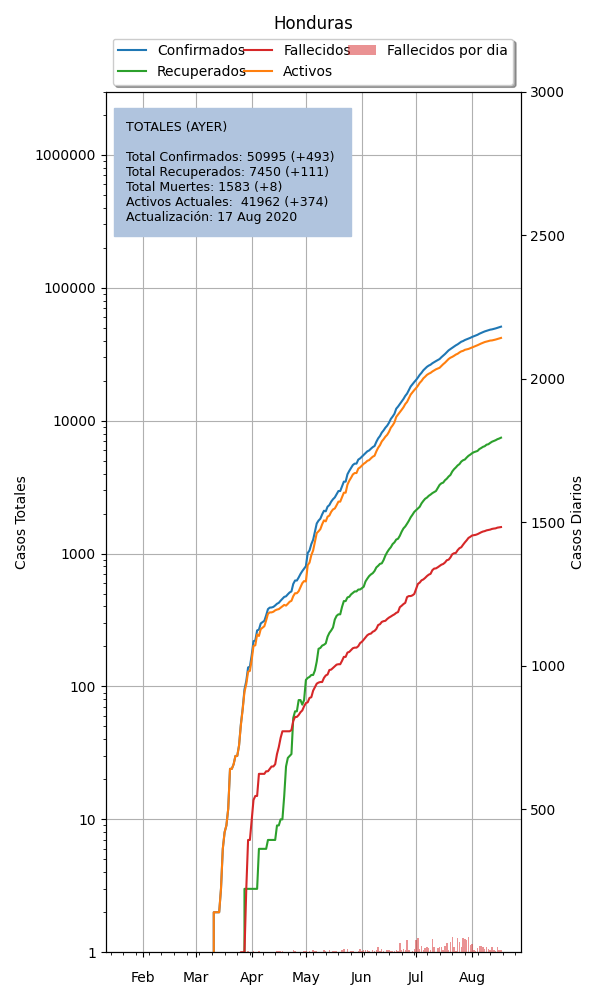 Honduras
Confirmados Fallecidos Fallecidos por dia
Recuperados Activos
TOTALES (AYER)
Total Confirmados: 50995 (+493)
Total Recuperados: 7450 (+111)
Total Muertes: 1583 (+8)
Activos Actuales:  41962 (+374)
Actualización: 17 Aug 2020
Casos Totales
1000000
100000
10000
1000
100
10
1
Casos Diarios
3000
2500
2000
1500
1000
500
Feb Mar Apr May Jun Jul Aug